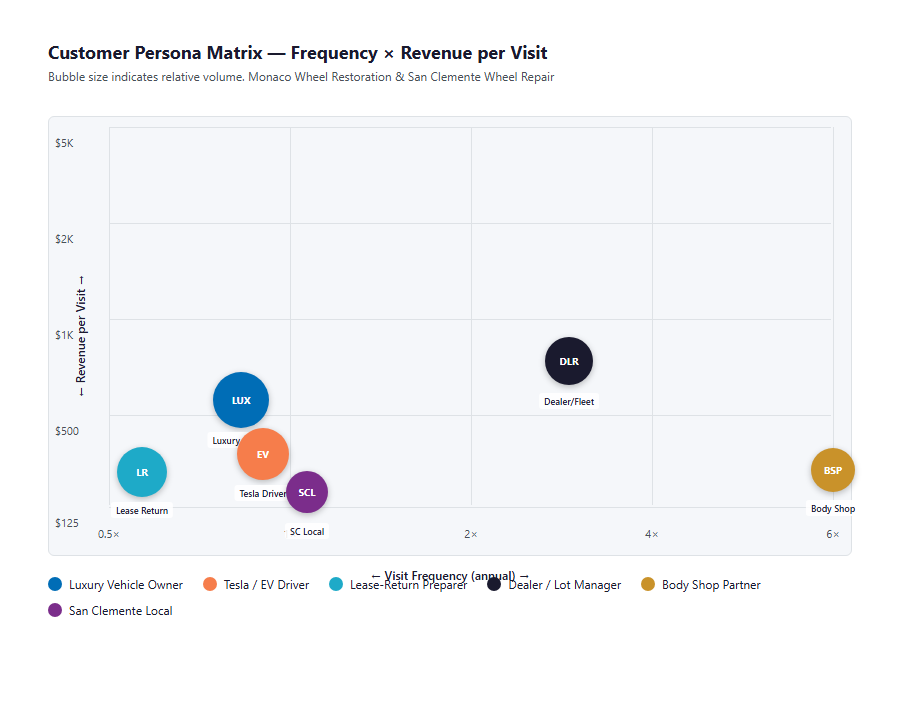 Customer Persona Matrix — Frequency × Revenue per Visit
Bubble size indicates relative volume. Monaco Wheel Restoration & San Clemente Wheel Repair
$5K
$2K
← Revenue per Visit →
$1K
DLR
Dealer/Fleet
LUX
$500
Luxury
EV
LR
BSP
Tesla Driver
SCL
Lease Return
Body Shop
$125
SC Local
0.5×
2×
4×
6×
← Visit Frequency (annual) →
Luxury Vehicle Owner
Tesla / EV Driver
Lease-Return Preparer
Dealer / Lot Manager
Body Shop Partner
San Clemente Local